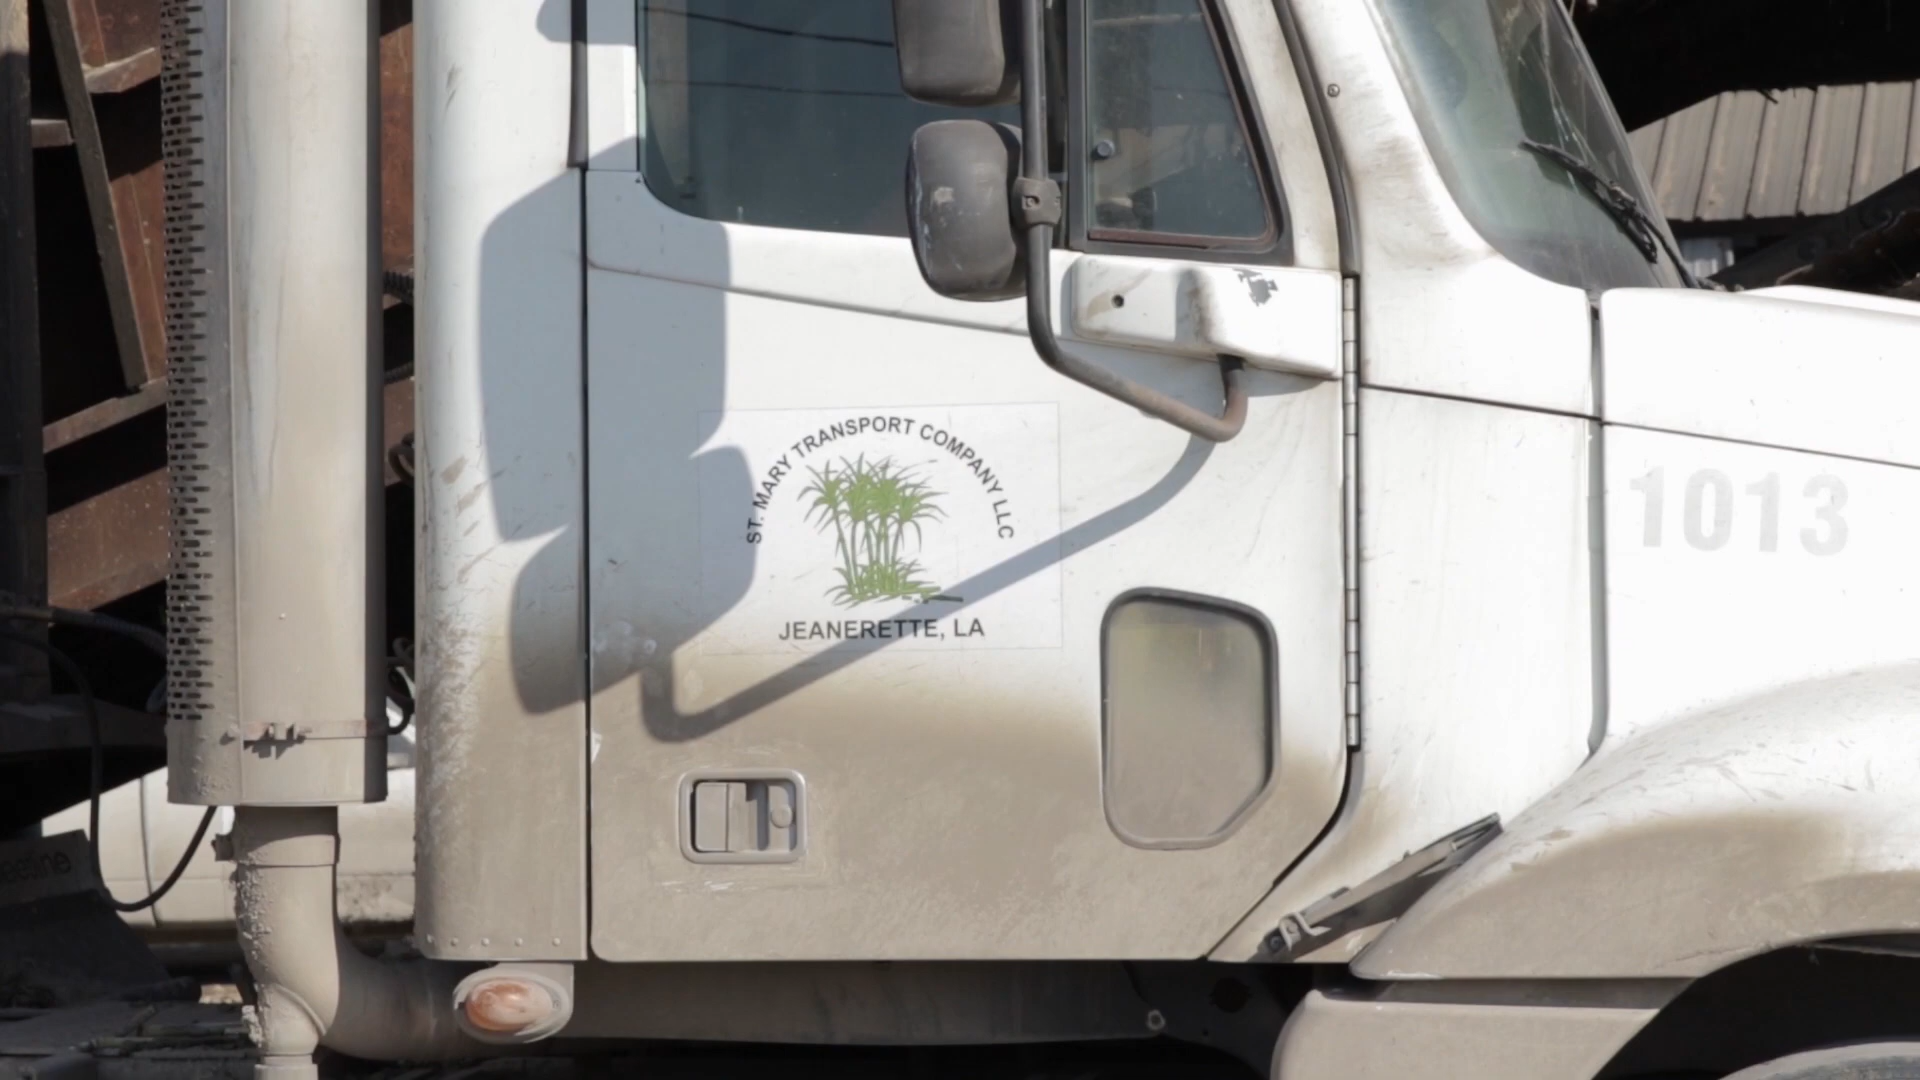 ST. MARY TRANSPORT COMPANY LLC
JEANERETTE, LA
1013